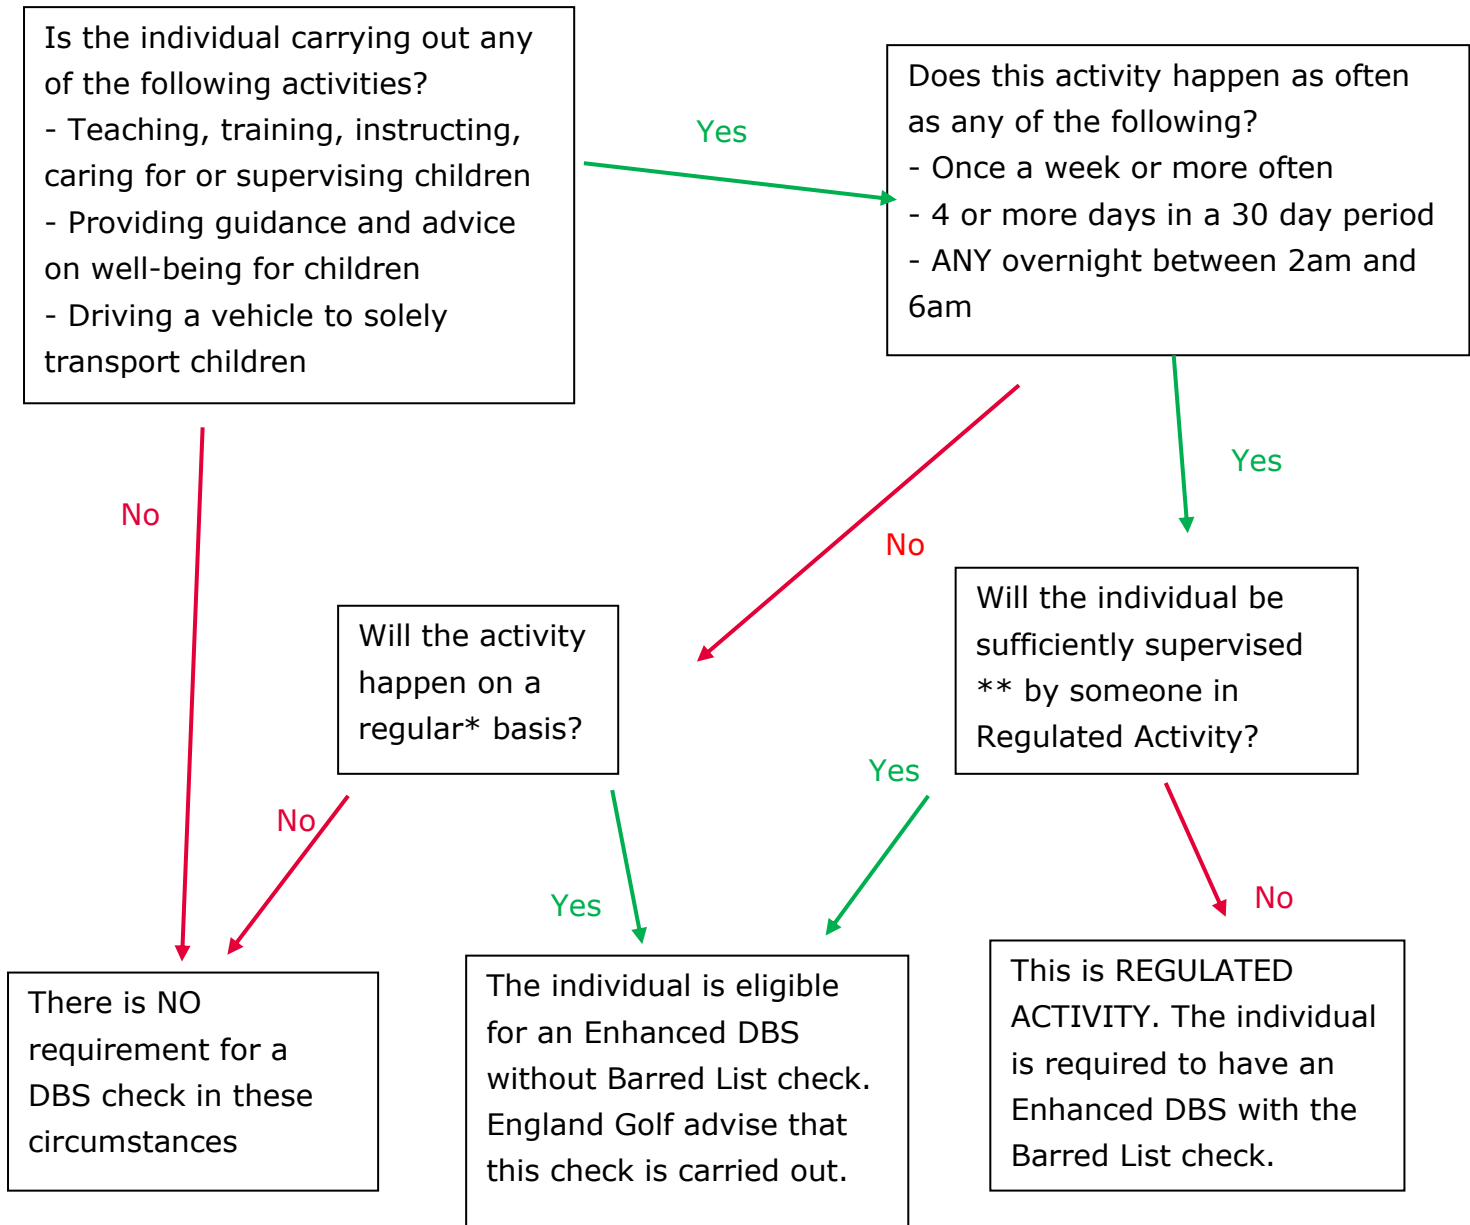 Is the individual carrying out any
of the following activities?
- Teaching, training, instructing,
caring for or supervising children
- Providing guidance and advice
on well-being for children
- Driving a vehicle to solely
transport children
Yes
Does this activity happen as often
as any of the following?
- Once a week or more often
- 4 or more days in a 30 day period
- ANY overnight between 2am and
6am
No
No
Yes
Will the activity
happen on a
regular* basis?
Will the individual be
sufficiently supervised
** by someone in
Regulated Activity?
No
Yes
Yes
No
There is NO
requirement for a
DBS check in these
circumstances
The individual is eligible
for an Enhanced DBS
without Barred List check.
England Golf advise that
this check is carried out.
This is REGULATED
ACTIVITY. The individual
is required to have an
Enhanced DBS with the
Barred List check.